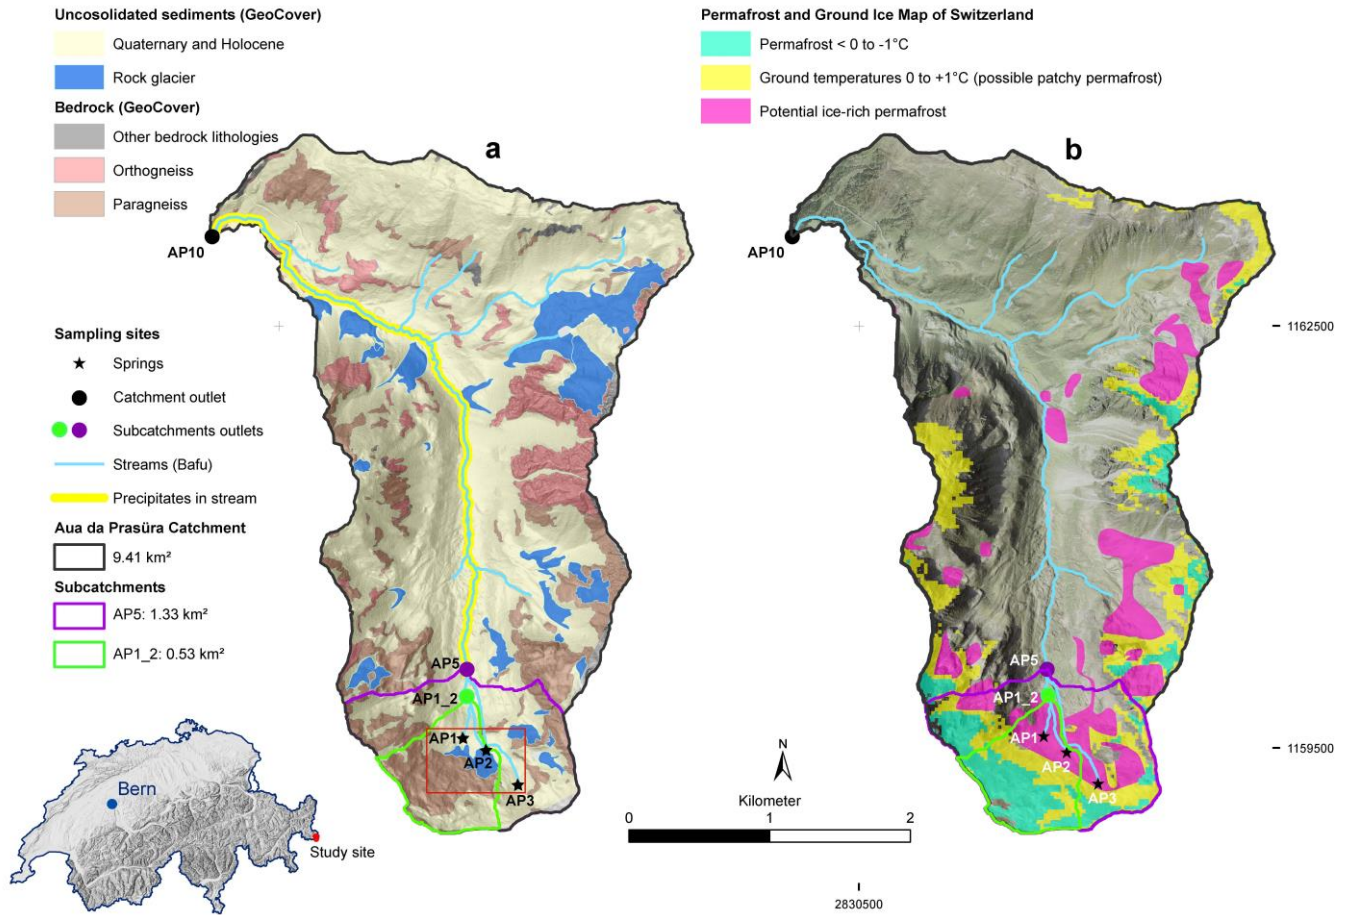 Uncoslidated sediments (GeoCover)
Quaternary and Holocene
Rock glacier
Bedrock (GeoCover)
Other bedrock lithologies
Orthogneiss
Paragneiss
Permafrost and Ground Ice Map of Switzerland
Permafrost < 0 to -1°C
Ground temperatures 0 to +1°C (possible patchy permafrost)
Potential ice-rich permafrost
a
b
AP10
AP10
Sampling sites
Springs
Catchment outlet
Subcatchments outlets
Streams (Bafu)
Precipitates in stream
Aua da Prasüra Catchment
9.41 km²
Subcatchments
AP5: 1.33 km²
AP1_2: 0.53 km²
1162500
AP5
AP1_2
AP1
AP2
AP3
AP5
AP1_2
AP1
AP2
AP3
1159500
N
Kilometer
0
1
2
2830500
Bern
Study site